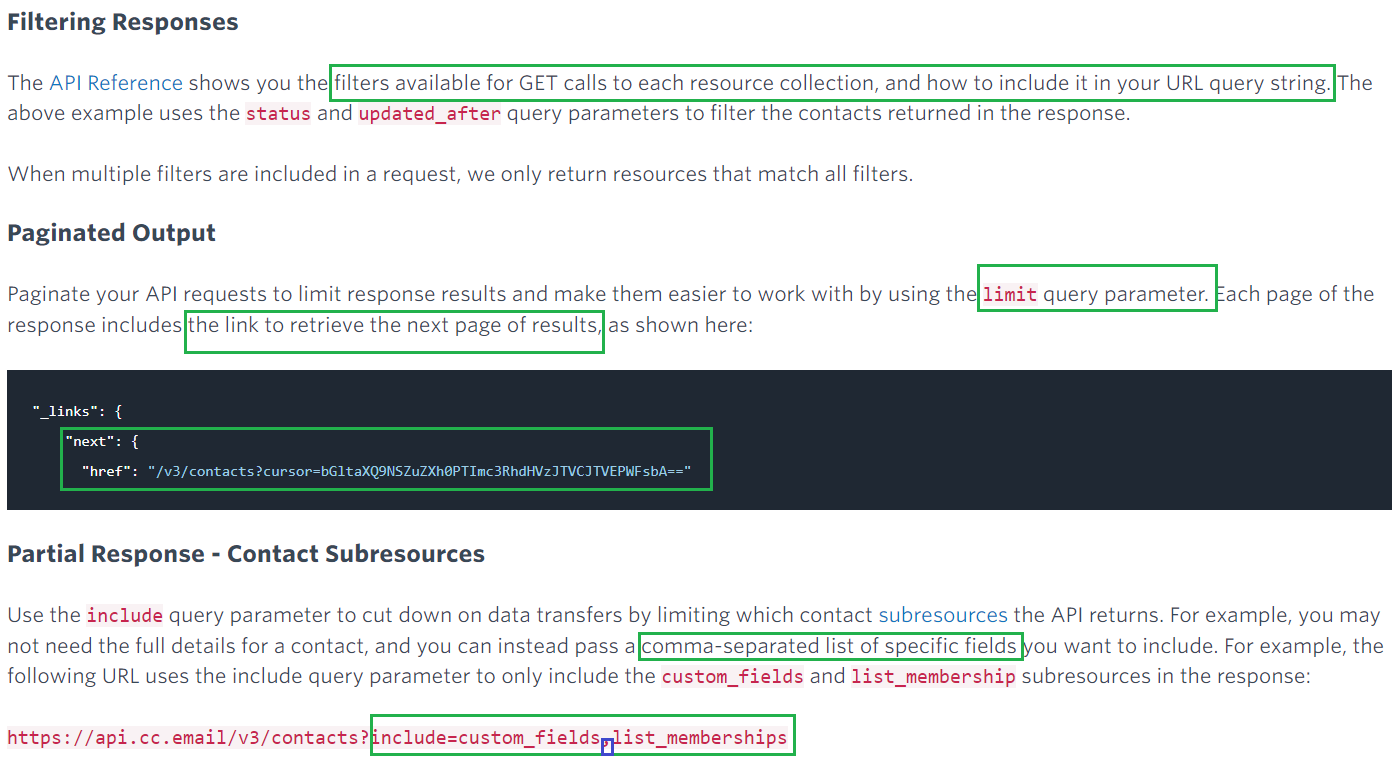 Filtering Responses
The API Reference shows you the filters available for GET calls to each resource collection, and how to include it in your URL query string. The
above example uses the status and updated_after query parameters to filter the contacts returned in the response.
When multiple filters are included in a request, we only return resources that match all filters.
Paginated Output
Paginate your API requests to limit response results and make them easier to work with by using the limit query parameter. Each page of the
response includes the link to retrieve the next page of results, as shown here:
"_links": {
"next": {
"href": "/v3/contacts?cursor=bGltaXQ9NSZuZXh0PTImc3RhdHVzJTVCJTVEPWFsbA=="
Partial Response - Contact Subresources
Use the include query parameter to cut down on data transfers by limiting which contact subresources the API returns. For example, you may
not need the full details for a contact, and you can instead pass a comma-separated list of specific fields you want to include. For example, the
following URL uses the include query parameter to only include the custom_fields and list_membership subresources in the response:
https://api.cc.email/v3/contacts?include=custom_fields,list_memberships